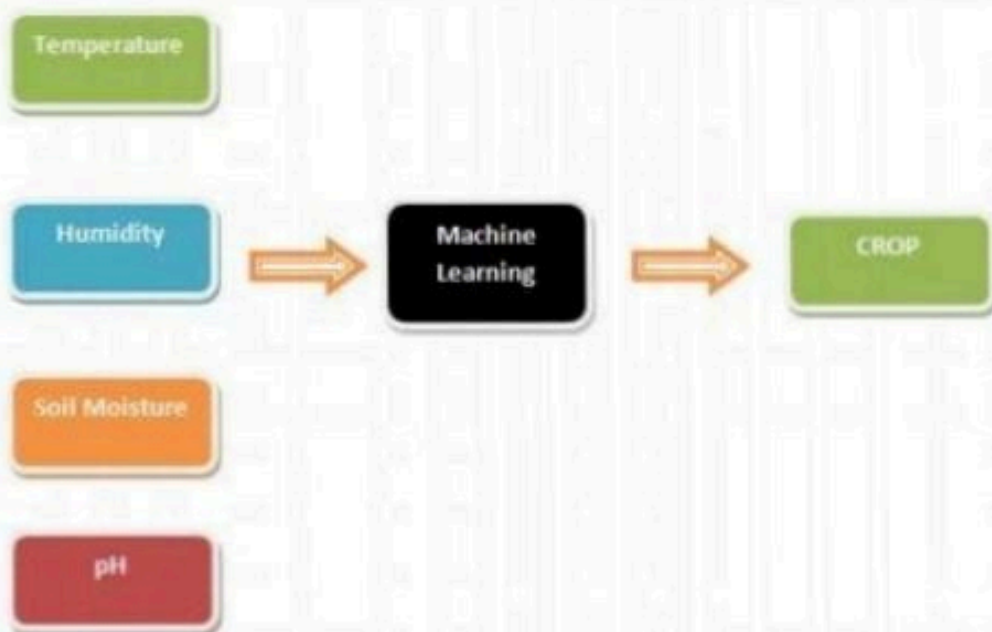 Temperature
Humidity
Soil Moisture
pH
Machine
Learning
CROP